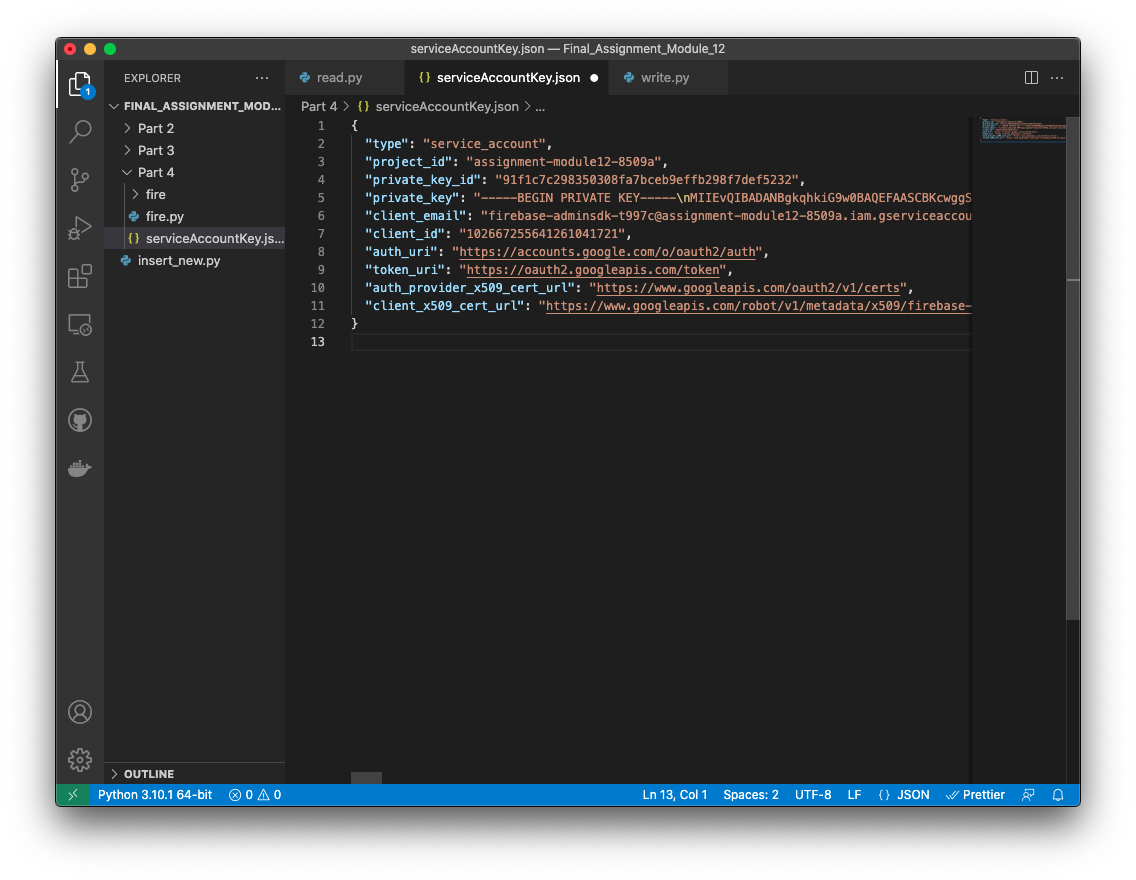 serviceAccountKey.json — Final_Assignment_Module_12
EXPLORER
read.py
{} serviceAccountKey.json
write.py
FINAL_ASSIGNMENT_MOD...
Part 4 > {} serviceAccountKey.json > ...
Part 2
Part 3
Part 4
fire
fire.py
{} serviceAccountKey.js...
insert_new.py
1
1 {
2 "type": "service_account",
3 "project_id": "assignment-module12-8509a",
4 "private_key_id": "91f1c7c298350308fa7bceb9effb298f7def5232",
5 "private_key": "-----BEGIN PRIVATE KEY-----\nMIIEvQIBADANBgkqhkiG9w0BAQEFAASCBKcwggS
6 "client_email": "firebase-adminsdk-t997c@assignment-module12-8509a.iam.gserviceaccou
7 "client_id": "102667255641261041721",
8 "auth_uri": "https://accounts.google.com/o/oauth2/auth",
9 "token_uri": "https://oauth2.googleapis.com/token",
10 "auth_provider_x509_cert_url": "https://www.googleapis.com/oauth2/v1/certs",
11 "client_x509_cert_url": "https://www.googleapis.com/robot/v1/metadata/x509/firebase-
12 }
13
OUTLINE
Python 3.10.1 64-bit 0 0 Ln 13, Col 1 Spaces: 2 UTF-8 LF {} JSON Prettier